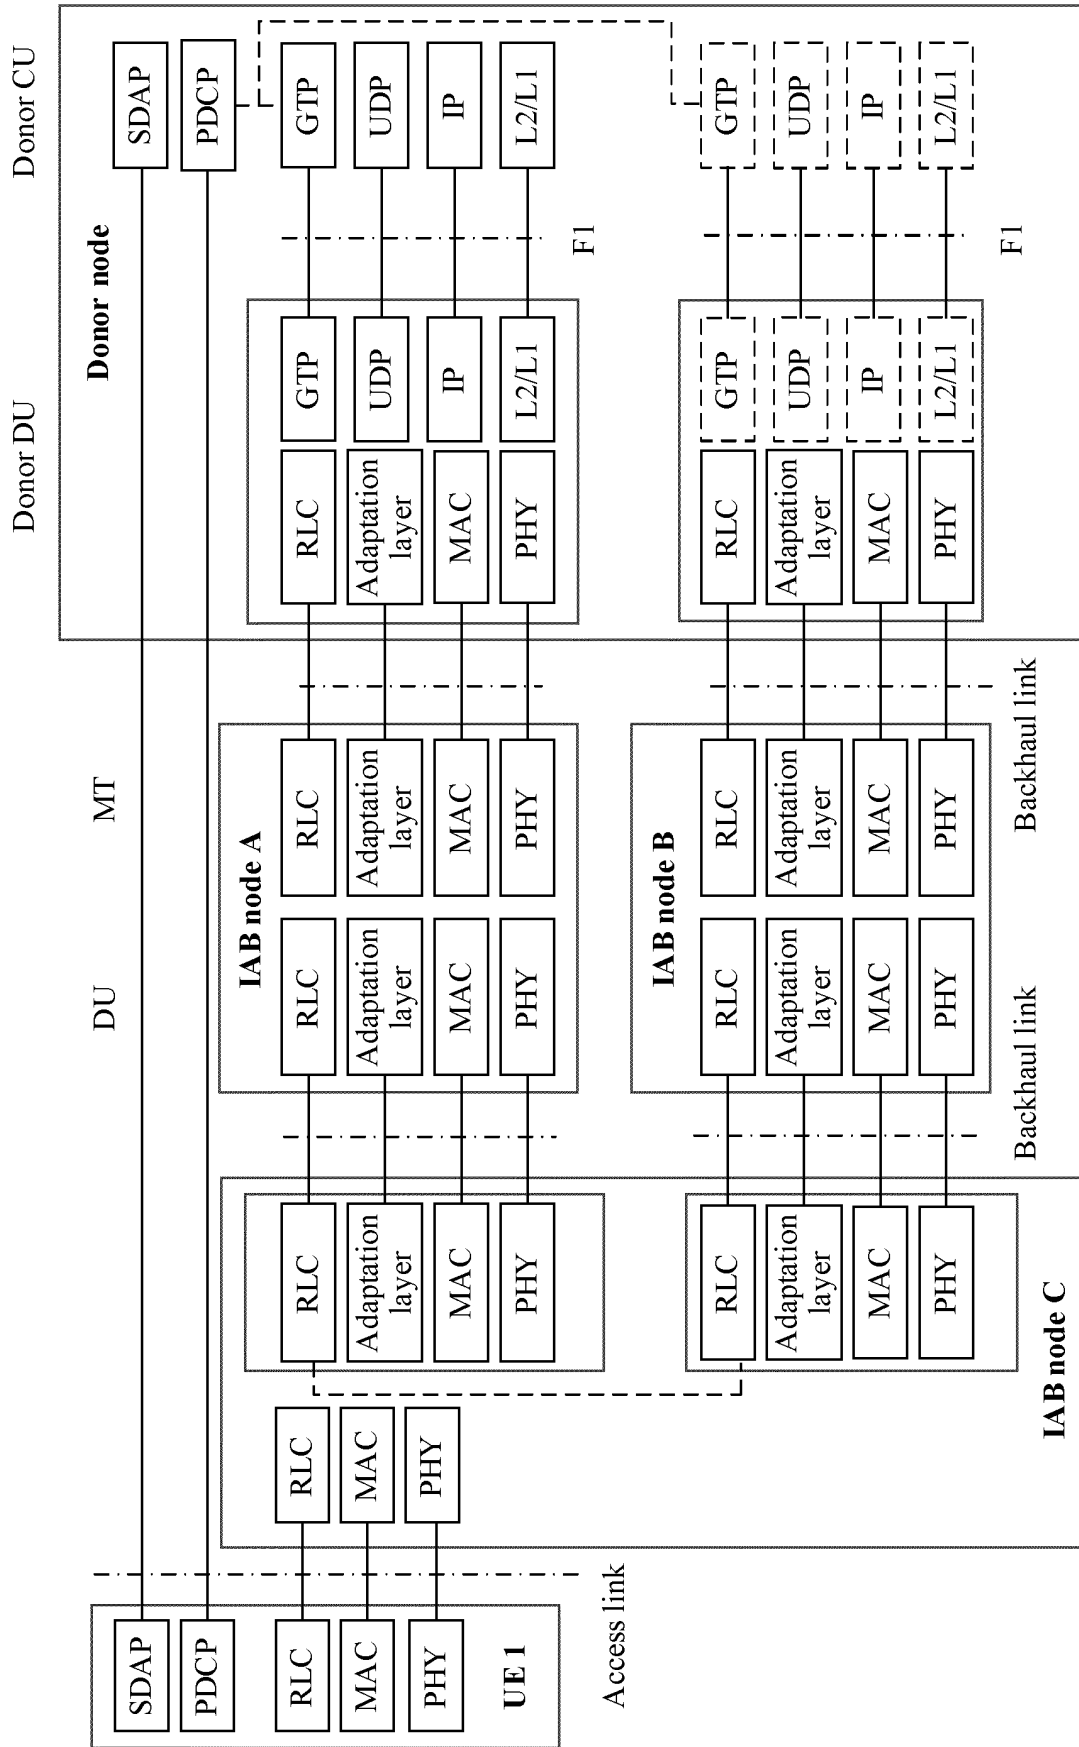 Donor DU
Donor CU
DU
MT
Donor node
SDAP
SDAP
PDCP
PDCP
IAB node A
RLC
RLC
RLC
RLC
RLC
RLC
GTP
GTP
MAC
MAC
Adaptation
layer
Adaptation
layer
Adaptation
layer
Adaptation
layer
UDP
UDP
PHY
PHY
MAC
MAC
MAC
MAC
IP
IP
UE 1
PHY
PHY
PHY
PHY
L2/L1
L2/L1
Access link
F1
IAB node B
RLC
RLC
RLC
RLC
GTP
GTP
Adaptation
layer
Adaptation
layer
Adaptation
layer
Adaptation
layer
UDP
UDP
MAC
MAC
MAC
MAC
IP
IP
PHY
PHY
PHY
PHY
L2/L1
L2/L1
IAB node C
Backhaul link
Backhaul link
F1